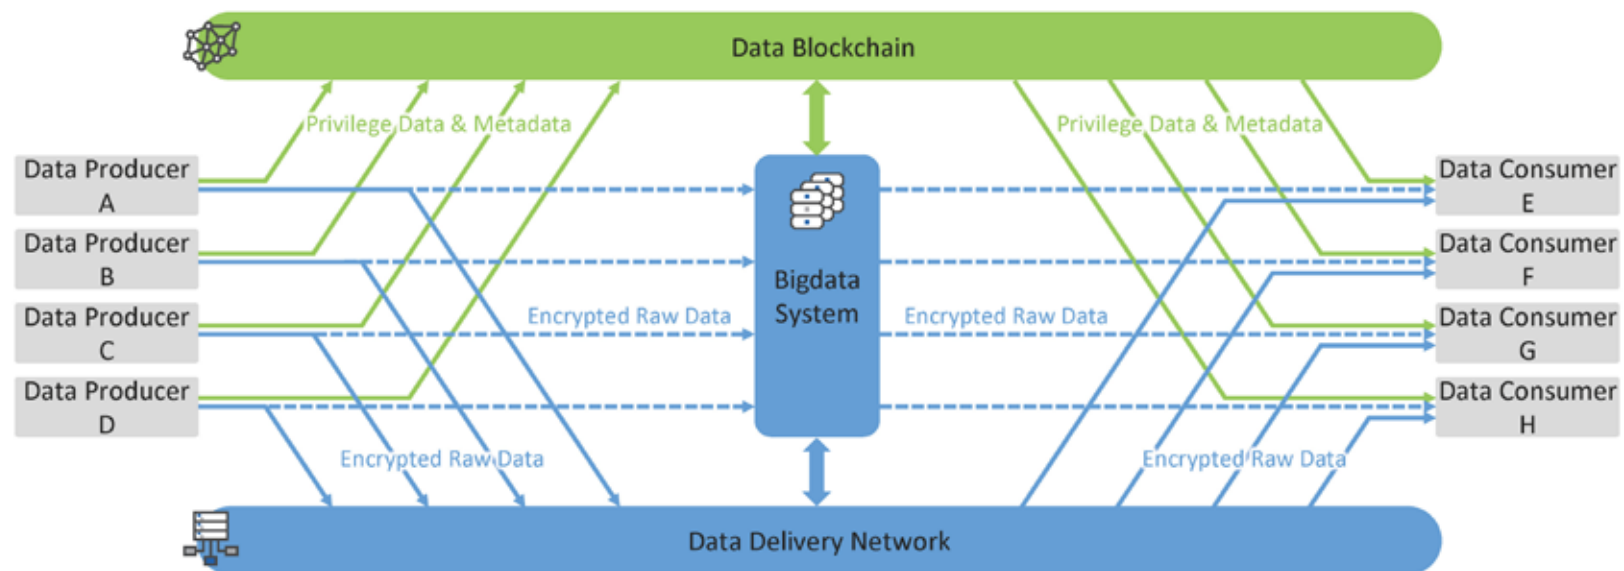 Data Blockchain
Privilege Data & Metadata
Privilege Data & Metadata
Data Producer
A
Data Consumer
E
Data Producer
B
Data Consumer
F
Bigdata
System
Data Producer
C
Encrypted Raw Data
Encrypted Raw Data
Data Consumer
G
Data Producer
D
Data Consumer
H
Encrypted Raw Data
Encrypted Raw Data
Data Delivery Network